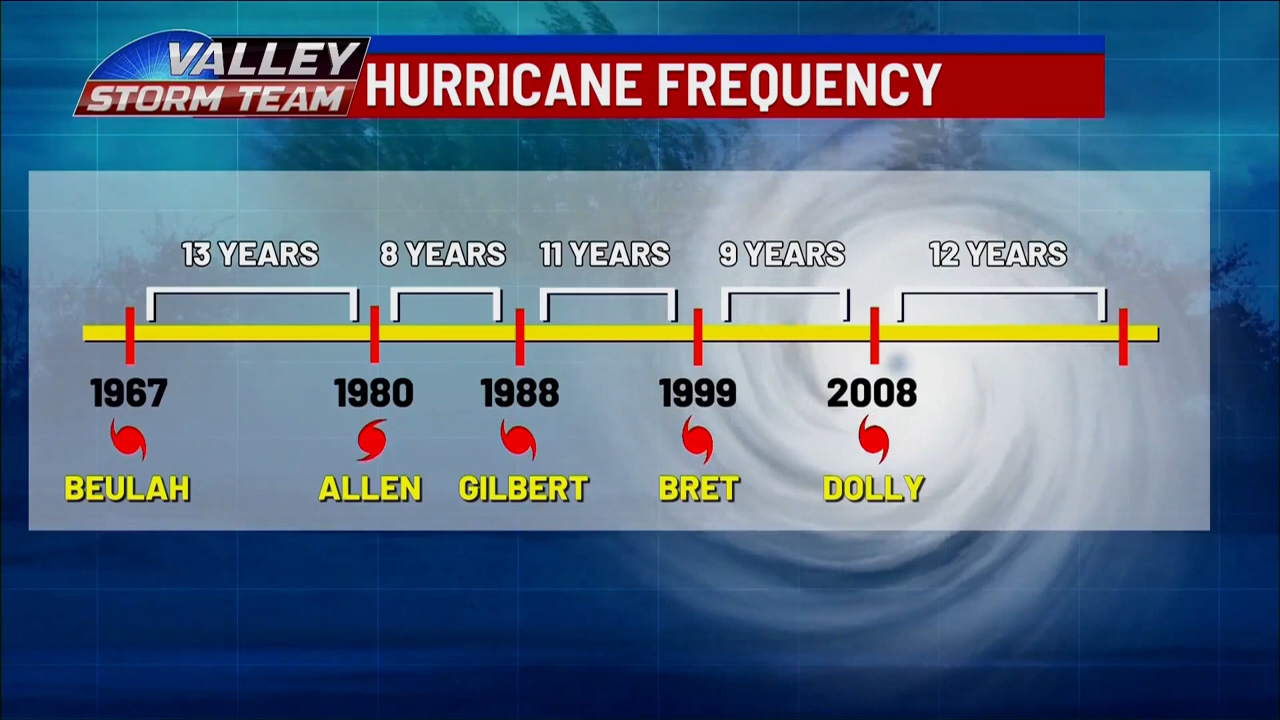 VALLEY
STORM TEAM
HURRICANE FREQUENCY
13 YEARS 8 YEARS 11 YEARS 9 YEARS 12 YEARS
1967 1980 1988 1999 2008
BEULAH ALLEN GILBERT BRET DOLLY